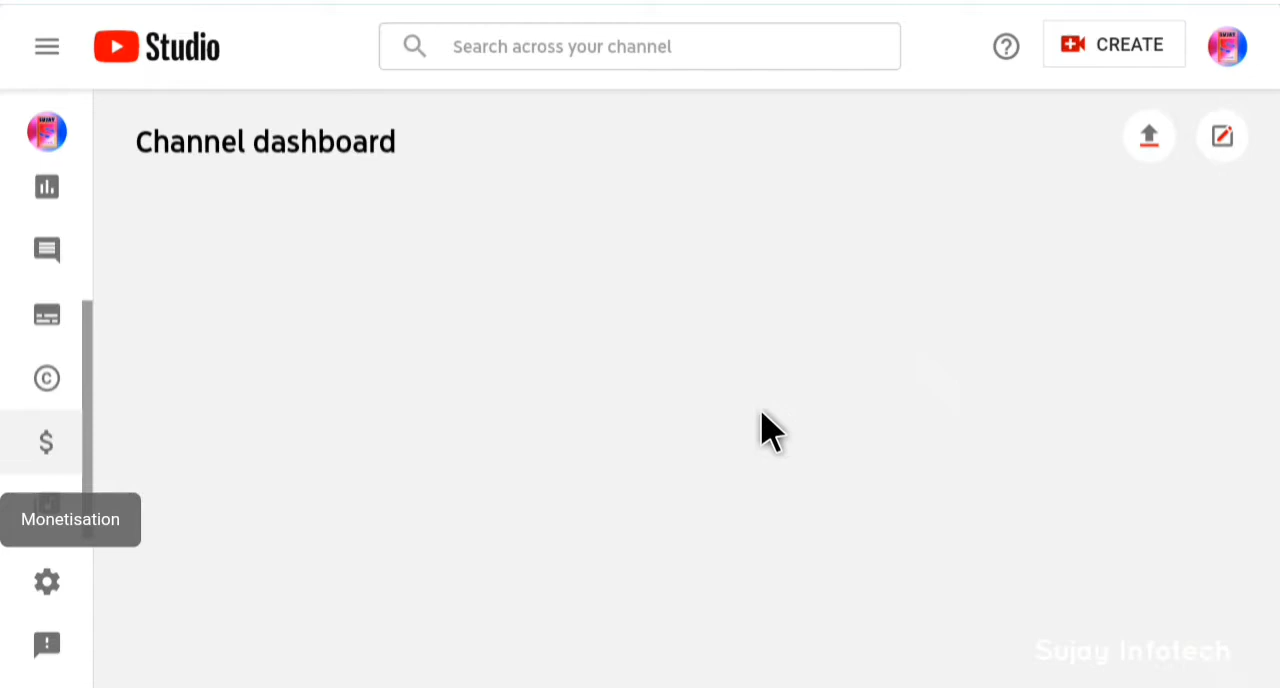 Studio
Search across your channel
CREATE
Channel dashboard
Monetisation
Sujay Infotech